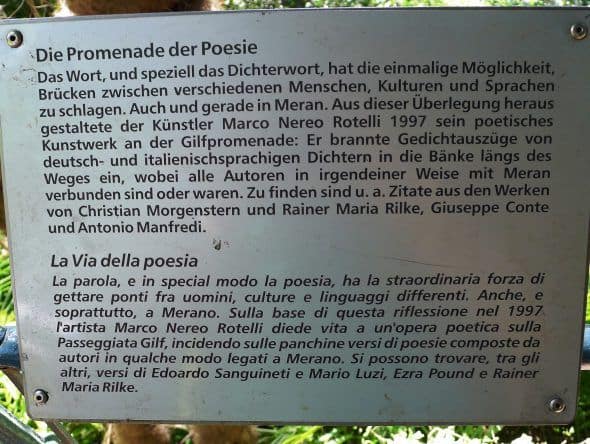 Die Promenade der Poesie
Das Wort, und speziell das Dichterwort, hat die einmalige Möglichkeit,
Brücken zwischen verschiedenen Menschen, Kulturen und Sprachen
zu schlagen. Auch und gerade in Meran. Aus dieser Überlegung heraus
gestaltete der Künstler Marco Nereo Rotelli 1997 sein poetisches
Kunstwerk an der Gilfpromenade: Er brannte Gedichtauszüge von
deutsch- und italienischsprachigen Dichtern in die Bänke längs des
Weges ein, wobei alle Autoren in irgendeiner Weise mit Meran
verbunden sind oder waren. Zu finden sind u. a. Zitate aus den Werken
von Christian Morgenstern und Rainer Maria Rilke, Giuseppe Conte
und Antonio Manfredi.
La Via della poesia
La parola, e in special modo la poesia, ha la straordinaria forza di
gettare ponti fra uomini, culture e linguaggi differenti. Anche, e
soprattutto, a Merano. Sulla base di questa riflessione nel 1997
l'artista Marco Nereo Rotelli diede vita a un'opera poetica sulla
Passeggiata Gilf, incidendo sulle panchine versi di poesie composte da
autori in qualche modo legati a Merano. Si possono trovare, tra gli
altri, versi di Edoardo Sanguineti e Mario Luzi, Ezra Pound e Rainer
Maria Rilke.